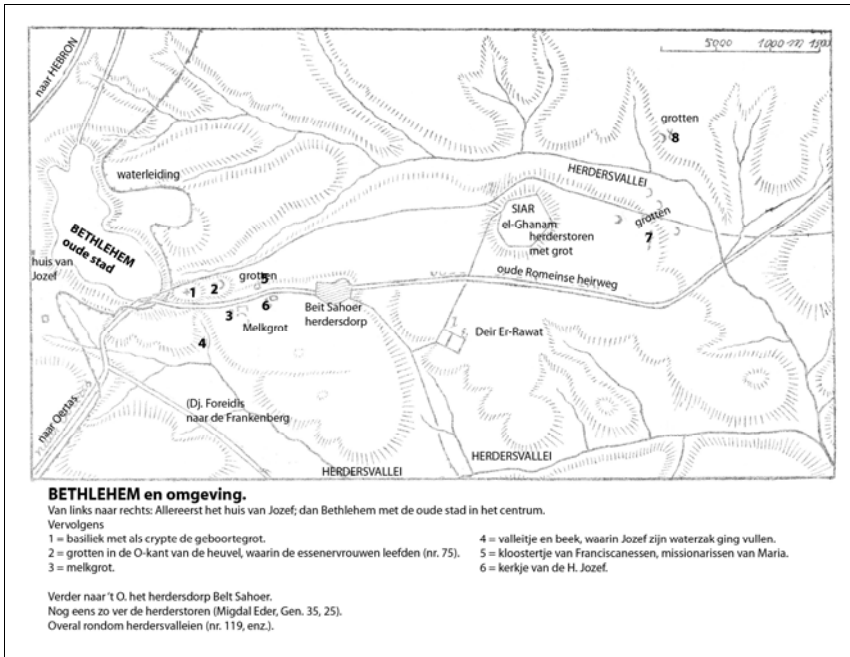 5000 1000 m 1500
naar HEBRON
grotten
8
HERDERSVALLEI
waterleiding
SIAR
el-Ghanam
herderstoren
met grot
grotten
7
BETHLEHEM
oude stad
huis van
Jozef
grotten
5
1
2
6
3
Melkgrot
4
Beit Sahoer
herdersdorp
oude Romeinse heirweg
Deir Er-Rawat
naar Oertas
(Dj. Foreidis
naar de Frankenberg
HERDERSVALLEI
HERDERSVALLEI
BETHLEHEM en omgeving.
Van links naar rechts: Allereerst het huis van Jozef; dan Bethlehem met de oude stad in het centrum.
Vervolgens
1 = basiliek met als crypte de geboortegrot.
2 = grotten in de O-kant van de heuvel, waarin de essenervrouwen leefden (nr. 75).
3 = melkgrot.
4 = valleitje en beek, waarin Jozef zijn waterzak ging vullen.
5 = kloostertje van Franciscanessen, missionarissen van Maria.
6 = kerkje van de H. Jozef.
Verder naar 't O. het herdersdorp Belt Sahoer.
Nog eens zo ver de herderstoren (Migdal Eder, Gen. 35, 25).
Overal rondom herdersvalleien (nr. 119, enz.).